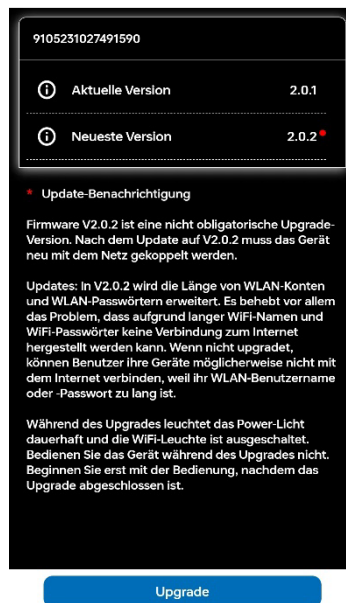 9105231027491590
Aktuelle Version 2.0.1
Neueste Version 2.0.2
* Update-Benachrichtigung
Firmware V2.0.2 ist eine nicht obligatorische Upgrade-
Version. Nach dem Update auf V2.0.2 muss das Gerät
neu mit dem Netz gekoppelt werden.
Updates: In V2.0.2 wird die Länge von WLAN-Konten
und WLAN-Passwörtern erweitert. Es behebt vor allem
das Problem, dass aufgrund langer WiFi-Namen und
WiFi-Passwörter keine Verbindung zum Internet
hergestellt werden kann. Wenn nicht upgradet,
können Benutzer ihre Geräte möglicherweise nicht mit
dem Internet verbinden, weil ihr WLAN-Benutzername
oder -Passwort zu lang ist.
Während des Upgrades leuchtet das Power-Licht
dauerhaft und die WiFi-Leuchte ist ausgeschaltet.
Bedienen Sie das Gerät während des Upgrades nicht.
Beginnen Sie erst mit der Bedienung, nachdem das
Upgrade abgeschlossen ist.
Upgrade